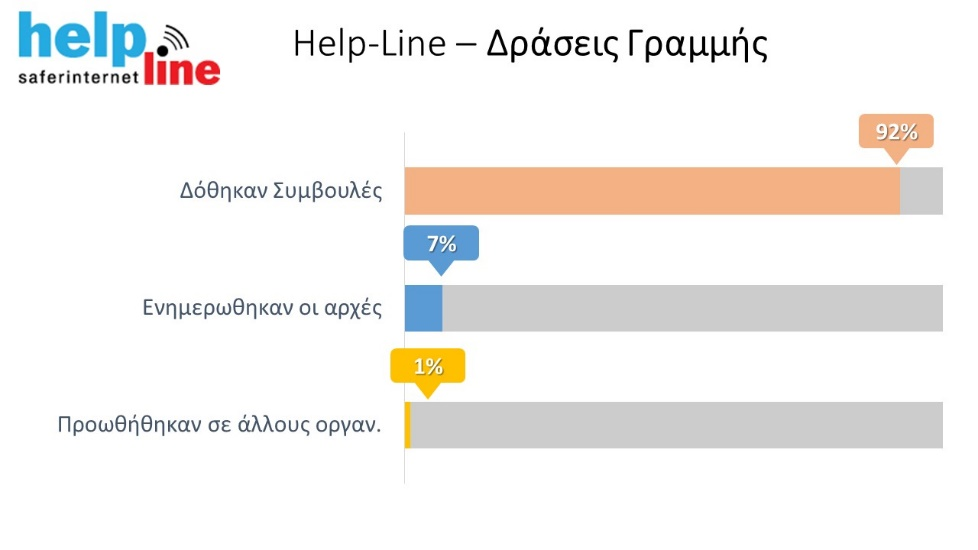 help
saferinternet line
Help-Line – Δράσεις Γραμμής
92%
Δόθηκαν Συμβουλές
7%
Ενημερωθηκαν οι αρχές
1%
Προωθήθηκαν σε άλλους οργαν.